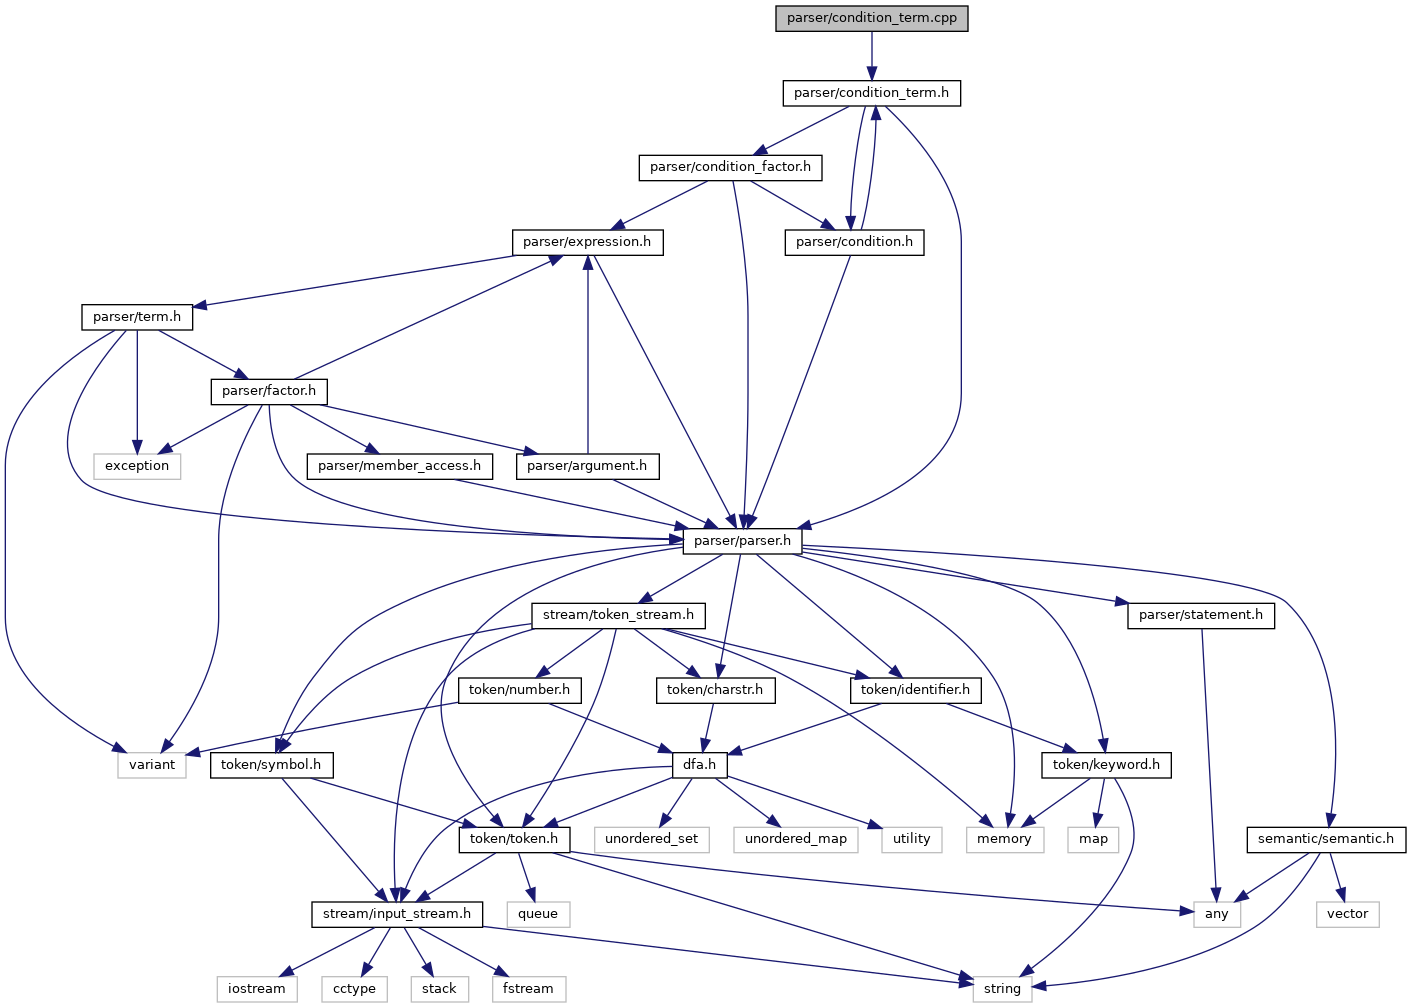 parser/condition_term.cpp
parser/condition_term.h
parser/condition_factor.h
parser/expression.h
parser/condition.h
parser/term.h
parser/factor.h
exception
parser/member_access.h
parser/argument.h
parser/parser.h
stream/token_stream.h
parser/statement.h
token/number.h
token/charstr.h
token/identifier.h
variant
token/symbol.h
dfa.h
token/keyword.h
token/token.h
unordered_set
unordered_map
utility
memory
map
semantic/semantic.h
stream/input_stream.h
queue
any
vector
iostream
cctype
stack
fstream
string